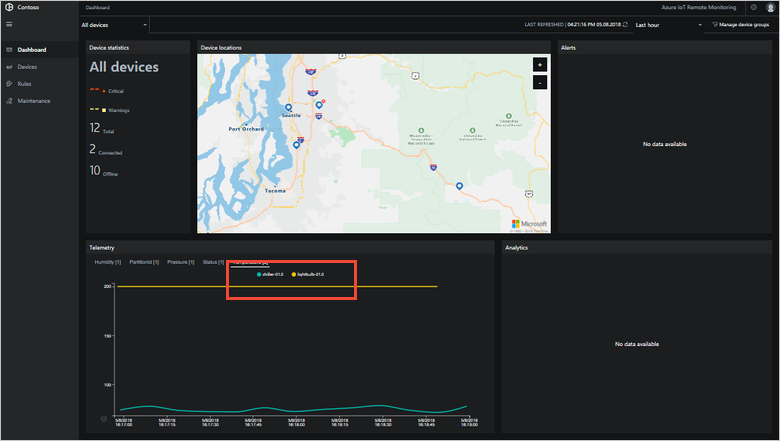 Contoso
Dashboard
Azure IoT Remote Monitoring
All devices
LAST REFRESHED | 04:21:16 PM 05.08.2018
Last hour
Manage device groups
Dashboard
Devices
Rules
Maintenance
Device statistics
All devices
Critical
Warnings
12 Total
2 Connected
10 Offline
Device locations
+
-
Seattle
Port Orchard
Tacoma
Microsoft
Alerts
No data available
Telemetry
Humidity [1]
PartitionId [1]
Pressure [1]
Status [1]
chiller-01.0
lightbulb-01.0
200
150
100
5/8/2018 5/8/2018 5/8/2018 5/8/2018 5/8/2018 5/8/2018 5/8/2018 5/8/2018 5/8/2018
16:17:00 16:17:15 16:17:30 16:17:45 16:18:00 16:18:15 16:18:30 16:18:45 16:19:00
Analytics
No data available